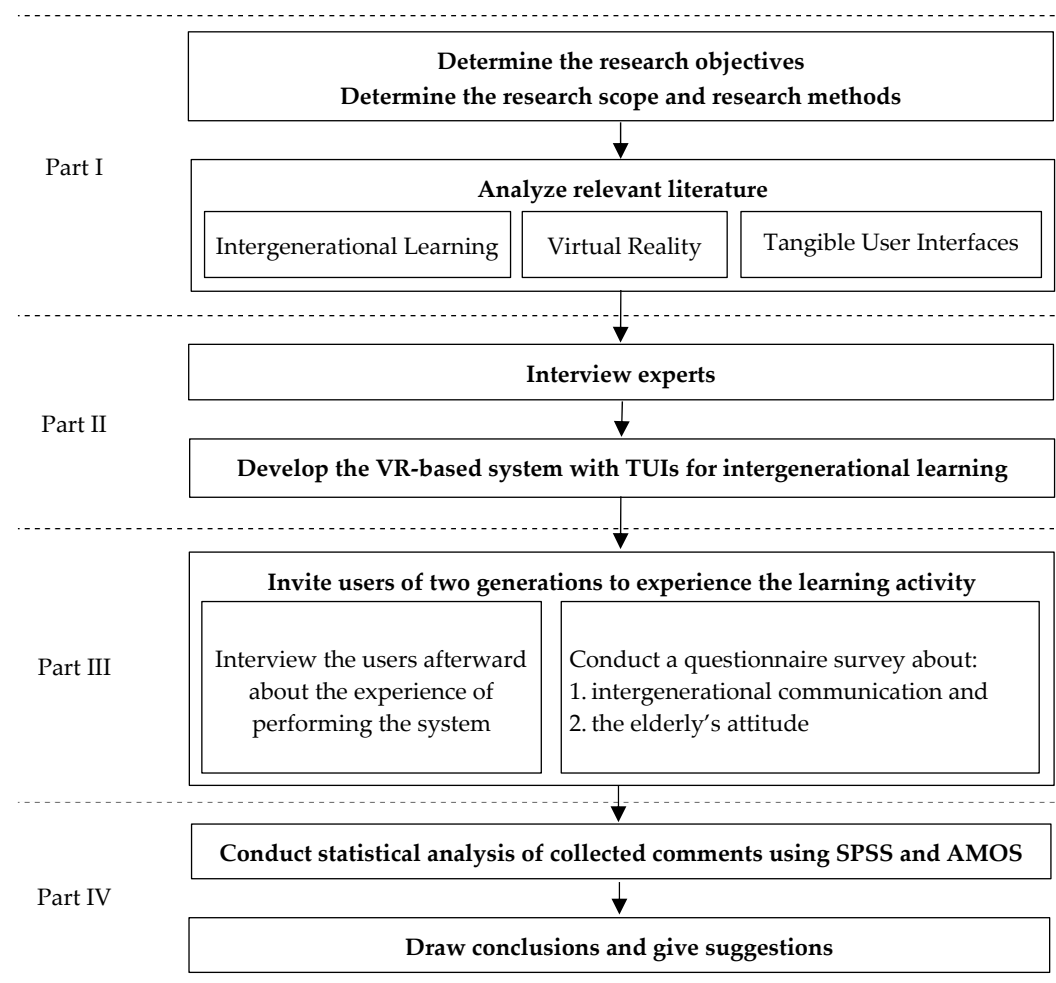 Determine the research objectives
Determine the research scope and research methods
Part I
Analyze relevant literature
Intergenerational Learning
Virtual Reality
Tangible User Interfaces
Interview experts
Part II
Develop the VR-based system with TUIs for intergenerational learning
Invite users of two generations to experience the learning activity
Part III
Interview the users afterward
about the experience of
performing the system
Conduct a questionnaire survey about:
1. intergenerational communication and
2. the elderly’s attitude
Conduct statistical analysis of collected comments using SPSS and AMOS
Part IV
Draw conclusions and give suggestions